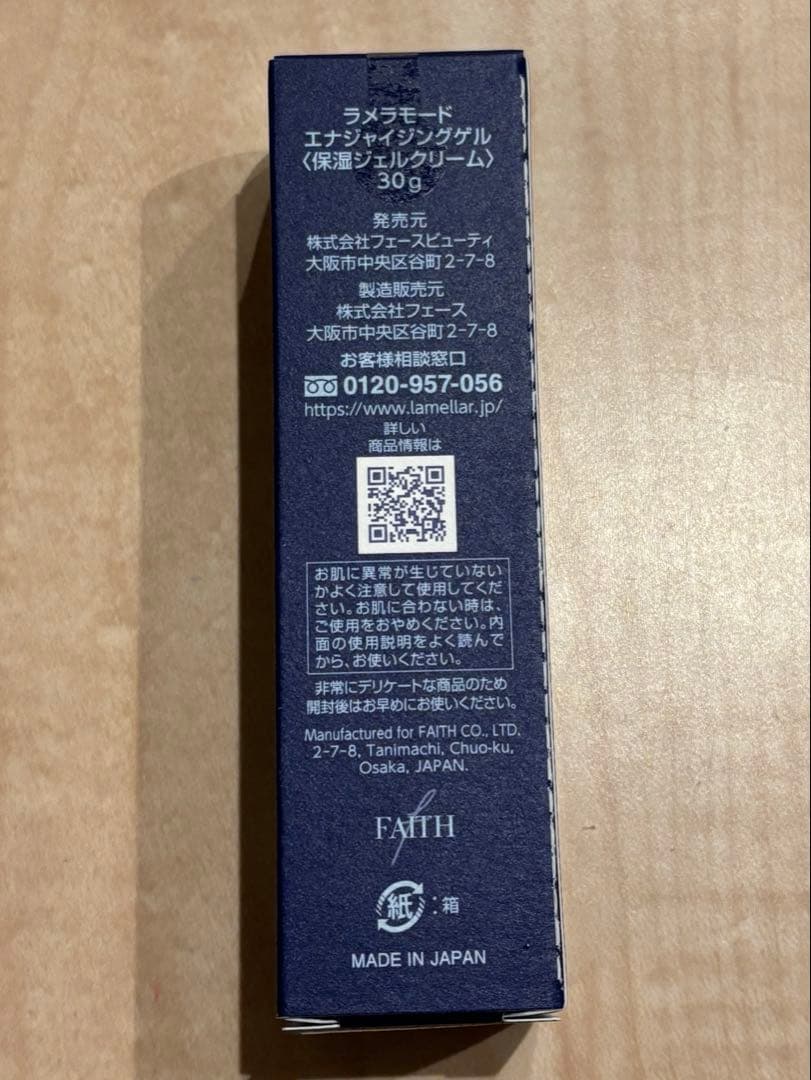 ラメラモード
エナジャイジングゲル
〈保湿ジェルクリーム〉
30g
発売元
株式会社フェースビューティ
大阪市中央区谷町2-7-8
製造販売元
株式会社フェース
大阪市中央区谷町2-7-8
お客様相談窓口
0120-957-056
https://www.lamellar.jp/
詳しい
商品情報は
お肌に異常が生じていない
かよく注意して使用してくだ
さい。お肌に合わない時は、
ご使用をおやめください。内
面の使用説明をよく読んで
から、お使いください。
非常にデリケートな商品のため
開封後はお早めにお使いください。
Manufactured for FAITH CO., LTD.
2-7-8, Tanimachi, Chuo-ku,
Osaka, JAPAN.
FAITH
紙:箱
MADE IN JAPAN